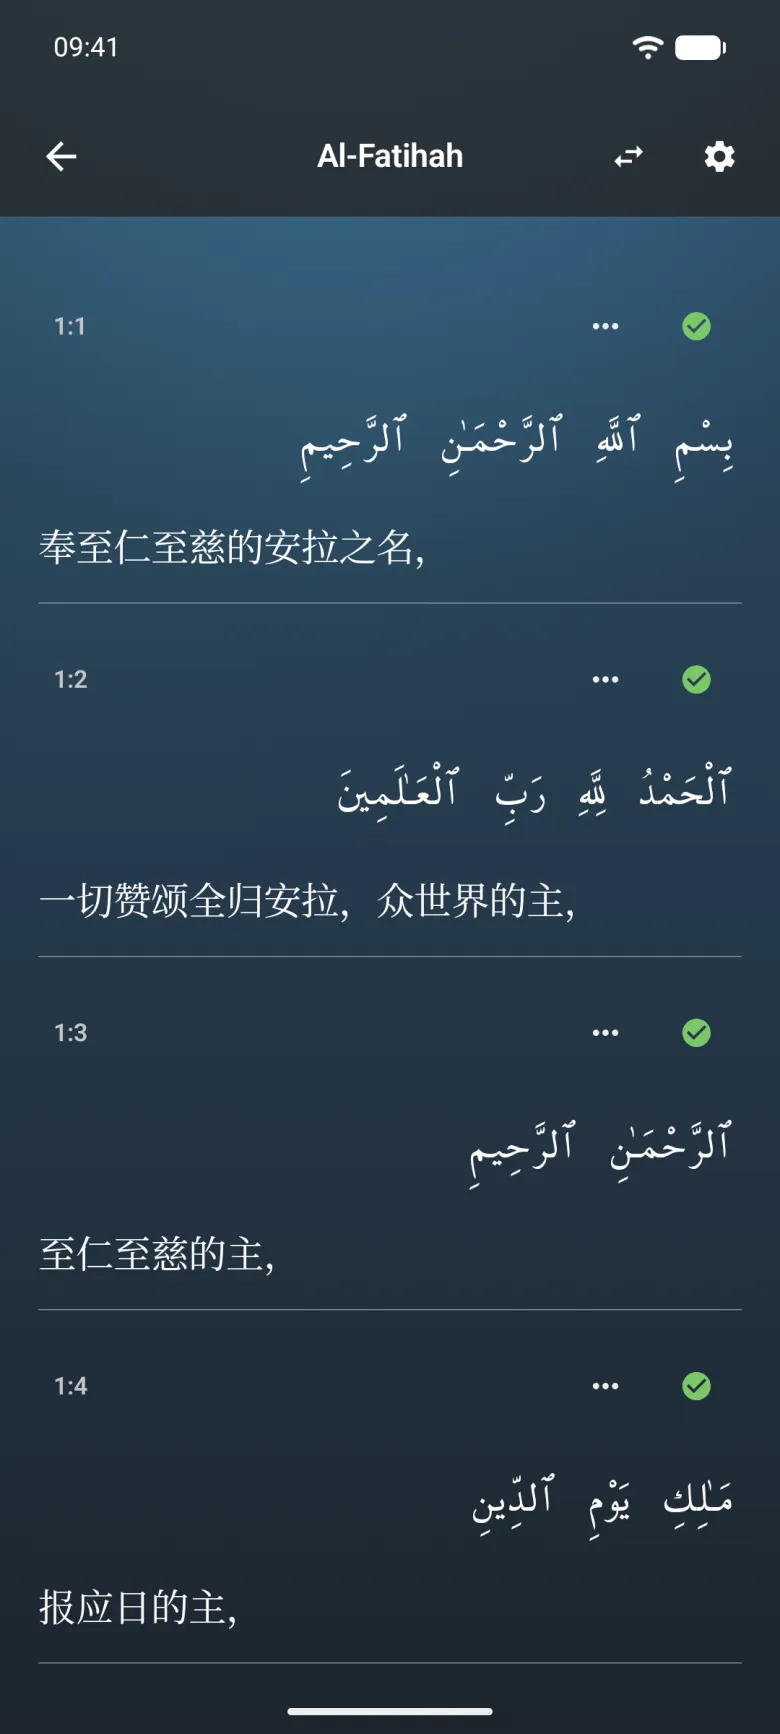 09:41
Al-Fatihah
1:1
بِسْمِ ٱللَّهِ ٱلرَّحْمَـٰنِ ٱلرَّحِيمِ
奉至仁至慈的安拉之名，
1:2
ٱلْحَمْدُ لِلَّهِ رَبِّ ٱلْعَـٰلَمِينَ
一切赞颂全归安拉，众世界的主，
1:3
ٱلرَّحْمَـٰنِ ٱلرَّحِيمِ
至仁至慈的主，
1:4
مَـٰلِكِ يَوْمِ ٱلدِّينِ
报应日的主，